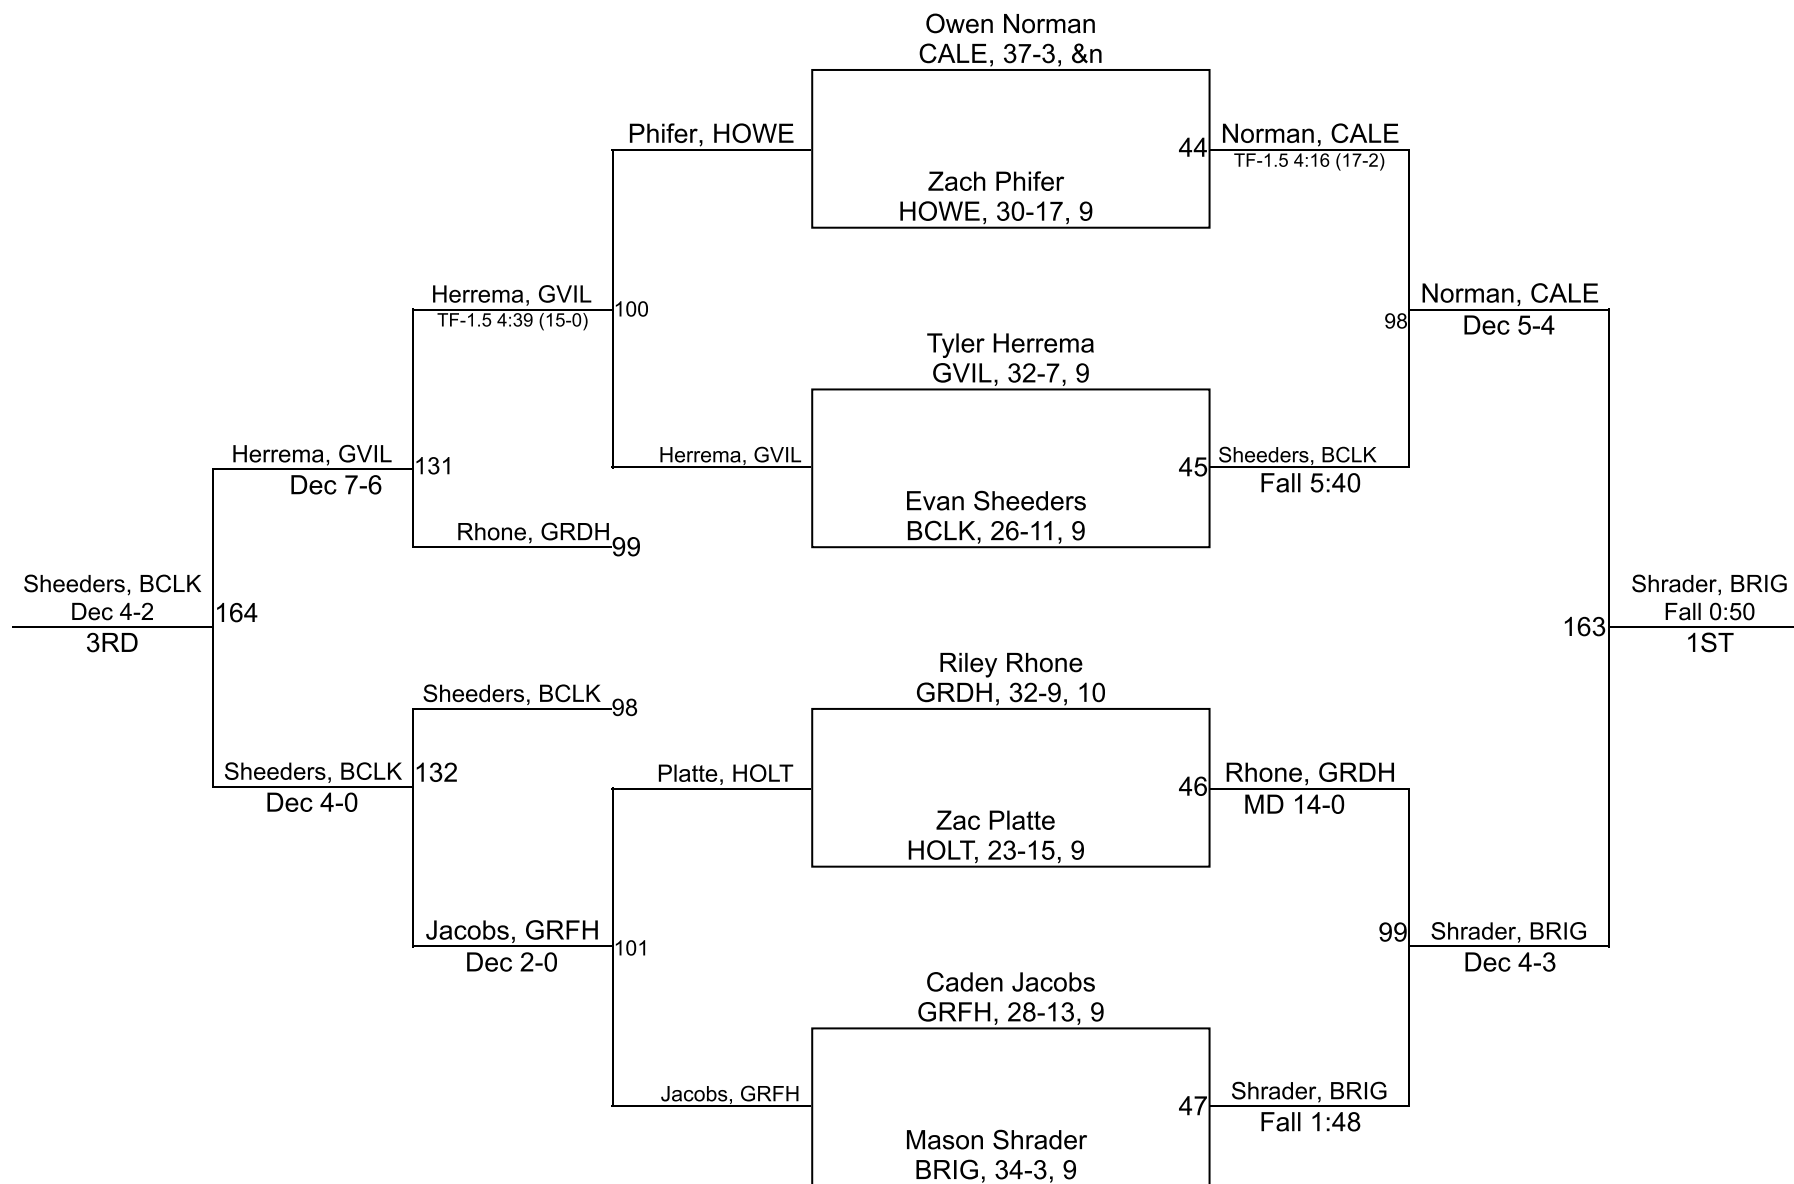 Owen Norman
CALE, 37-3, &n
Phifer, HOWE
44
Norman, CALE
TF-1.5 4:16 (17-2)
Zach Phifer
HOWE, 30-17, 9
Herrema, GVIL
TF-1.5 4:39 (15-0)
100
98
Norman, CALE
Dec 5-4
Tyler Herrema
GVIL, 32-7, 9
Herrema, GVIL
Dec 7-6
131
Herrema, GVIL
45
Sheeders, BCLK
Fall 5:40
Evan Sheeders
BCLK, 26-11, 9
Rhone, GRDH
99
Sheeders, BCLK
Dec 4-2
3RD
164
163
Shrader, BRIG
Fall 0:50
1ST
Riley Rhone
GRDH, 32-9, 10
Sheeders, BCLK
98
Sheeders, BCLK
Dec 4-0
132
Platte, HOLT
46
Rhone, GRDH
MD 14-0
Zac Platte
HOLT, 23-15, 9
Jacobs, GRFH
Dec 2-0
101
99
Shrader, BRIG
Dec 4-3
Caden Jacobs
GRFH, 28-13, 9
Jacobs, GRFH
47
Shrader, BRIG
Fall 1:48
Mason Shrader
BRIG, 34-3, 9